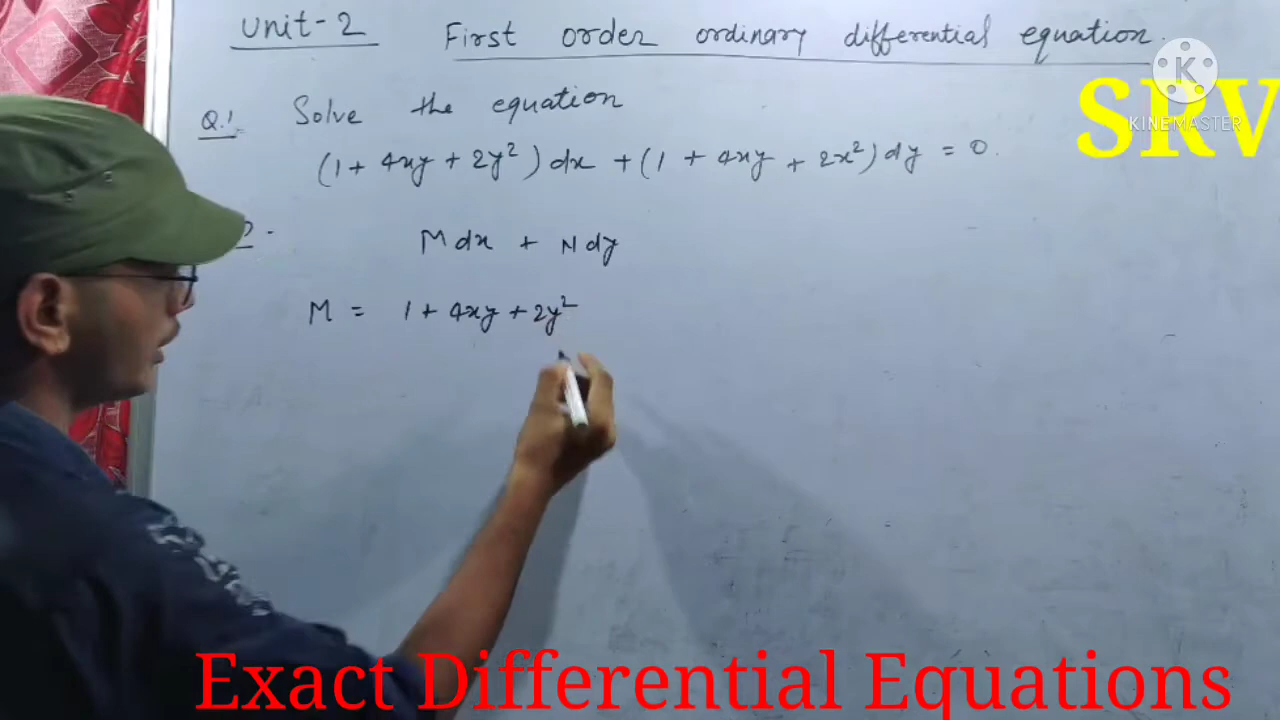 Unit-2 First order ordinary differential equation.
SRV
K
KINEMASTER
Q.1 Solve the equation
(1 + 4xy + 2y²) dx + (1 + 4xy + 2x²) dy = 0.
Mdx + Ndy
M = 1 + 4xy + 2y²
Exact Differential Equations